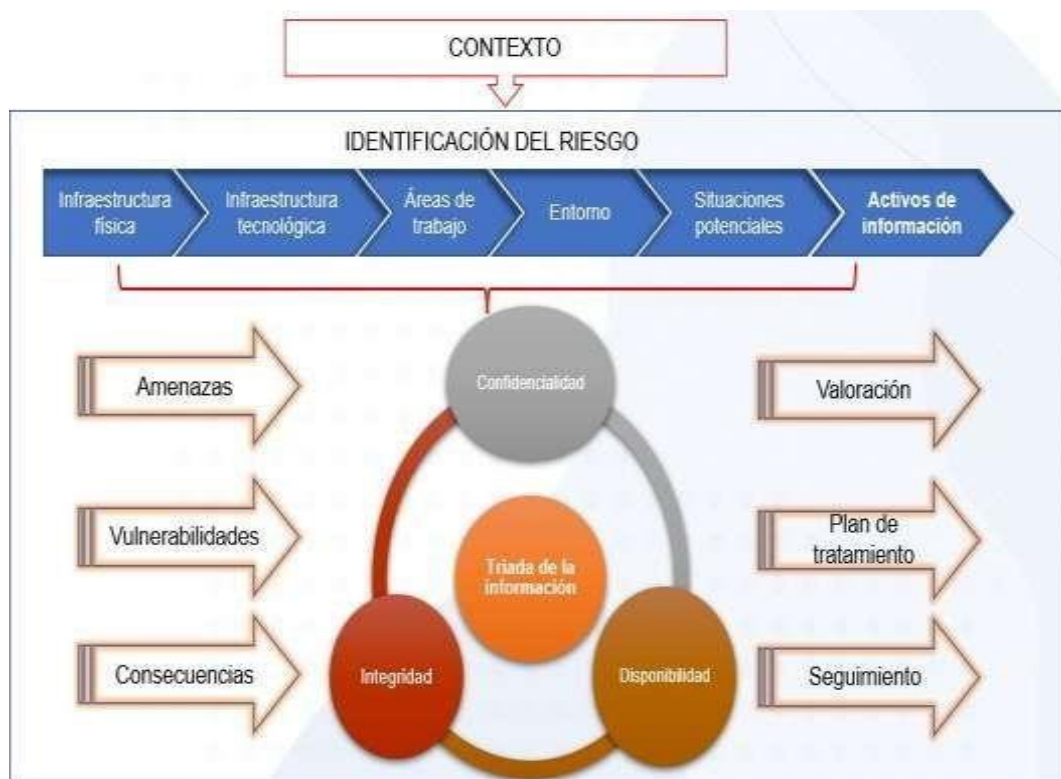 CONTEXTO
IDENTIFICACIÓN DEL RIESGO
Infraestructura
física
Infraestructura
tecnológica
Áreas de
trabajo
Entorno
Situaciones
potenciales
Activos de
información
Amenazas
Confidencialidad
Valoración
Vulnerabilidades
Triada de la
información
Plan de
tratamiento
Consecuencias
Integridad
Disponibilidad
Seguimiento